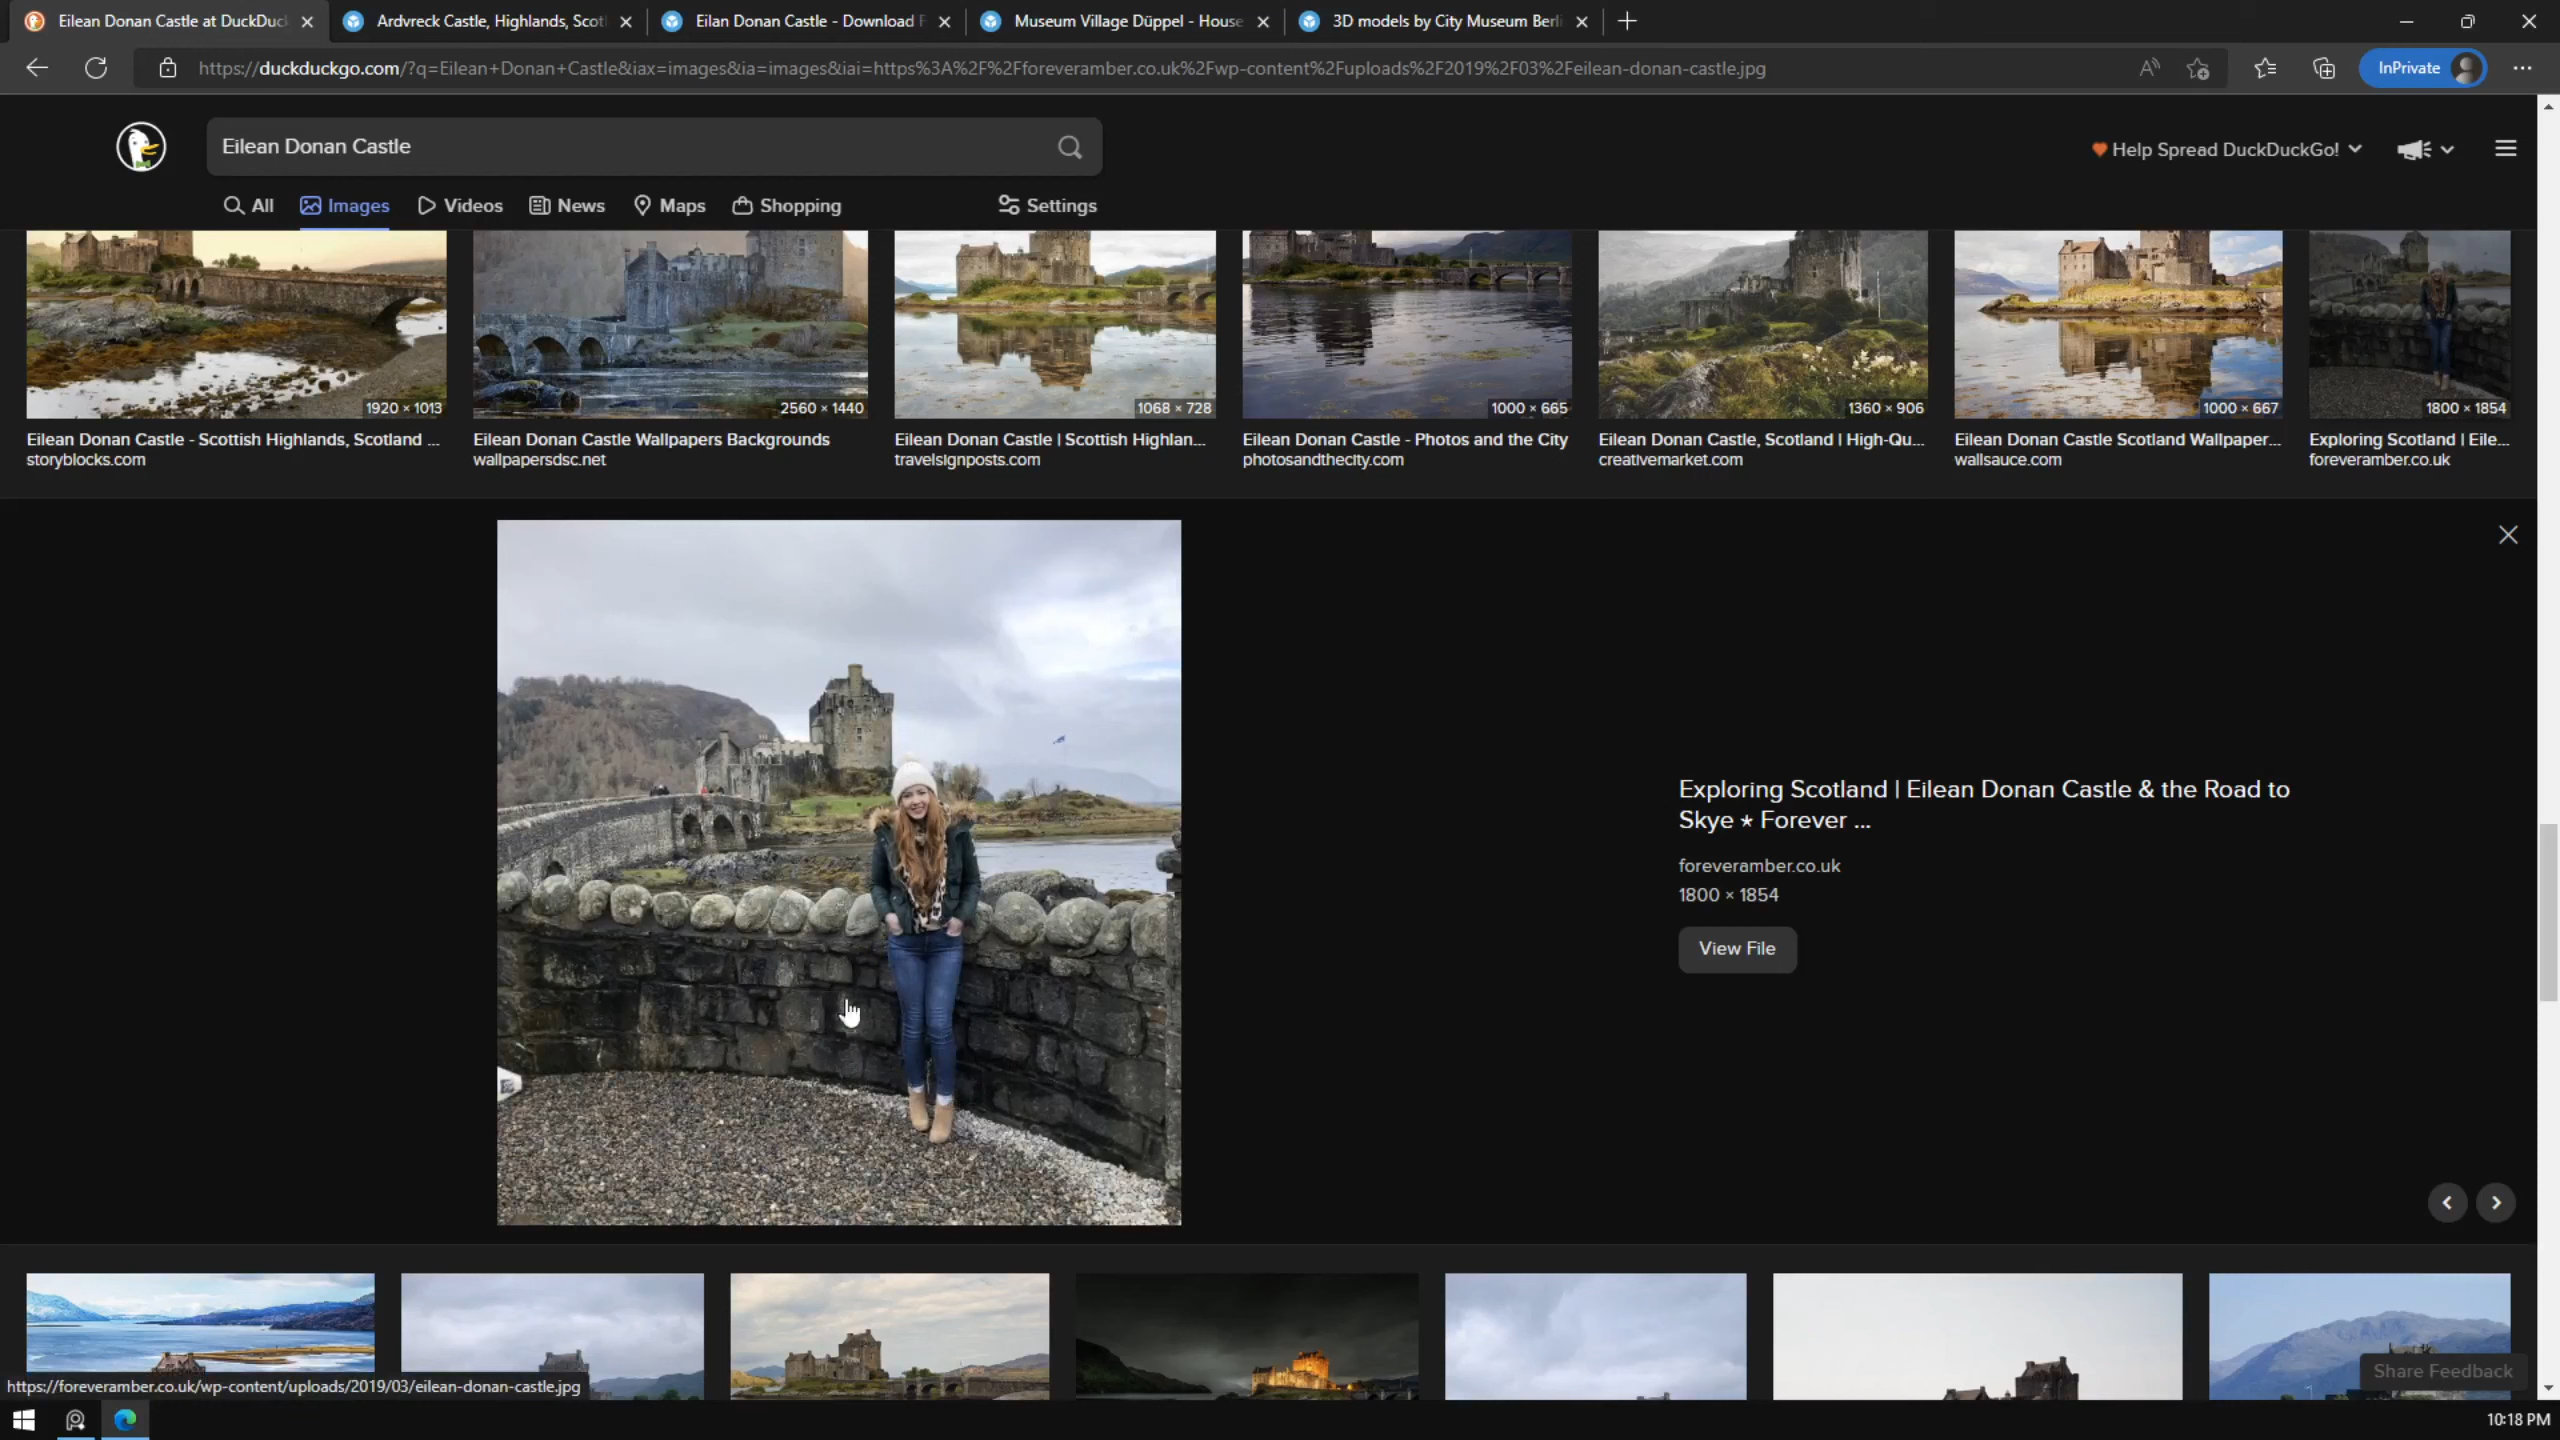 Eilean Donan Castle at DuckDuc
Ardvreck Castle, Highlands, Scot
Eilan Donan Castle - Download F
Museum Village Düppel - House
3D models by City Museum Berli
https://duckduckgo.com/?q=Eilean+Donan+Castle&iax=images&ia=images&iai=https%3A%2F%2Fforeveramber.co.uk%2Fwp-content%2Fuploads%2F2019%2F03%2Feilean-donan-castle.jpg
InPrivate
Eilean Donan Castle
Help Spread DuckDuckGo!
All
Images
Videos
News
Maps
Shopping
Settings
1920 × 1013
2560 × 1440
1068 × 728
1000 × 665
1360 × 906
1000 × 667
1800 × 1854
Eilean Donan Castle - Scottish Highlands, Scotland ...
storyblocks.com
Eilean Donan Castle Wallpapers Backgrounds
wallpapersdsc.net
Eilean Donan Castle | Scottish Highlan...
travelsignposts.com
Eilean Donan Castle - Photos and the City
photosandthecity.com
Eilean Donan Castle, Scotland | High-Qu...
creativemarket.com
Eilean Donan Castle Scotland Wallpaper...
wallsauce.com
Exploring Scotland | Eile...
foreveramber.co.uk
Exploring Scotland | Eilean Donan Castle & the Road to
Skye ⋆ Forever ...
foreveramber.co.uk
1800 × 1854
View File
Share Feedback
https://foreveramber.co.uk/wp-content/uploads/2019/03/eilean-donan-castle.jpg
10:18 PM